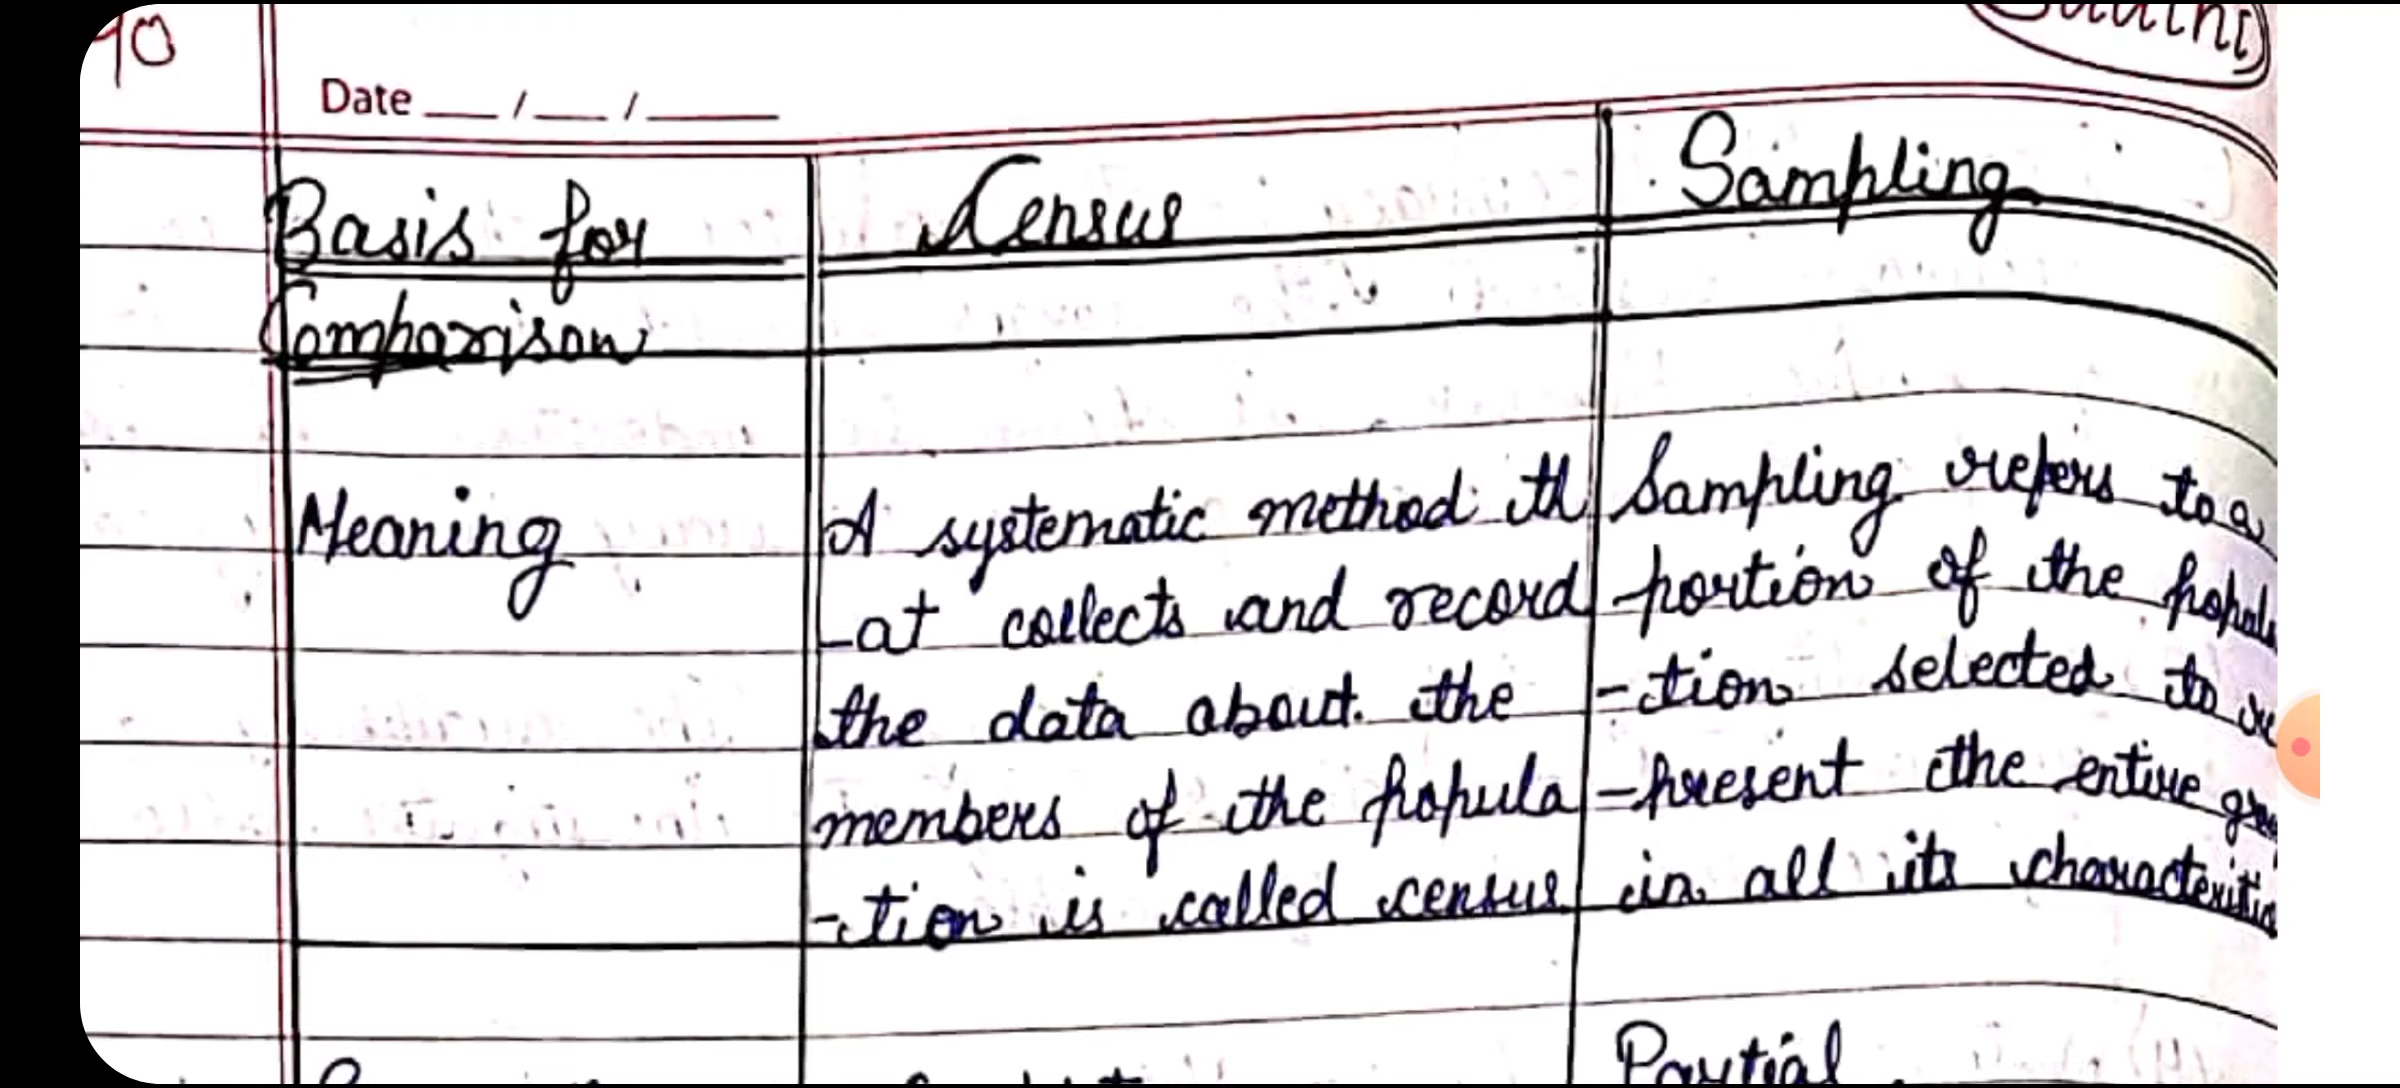 90
Date __/__/____
Basis for
Comparison
Census
Sampling
Meaning
A systematic method th
-at collects and record
the data about the
members of the popula
-tion is called census
Sampling refers to a
portion of the popula
-tion selected to re
-present the entire
in all its
Partial